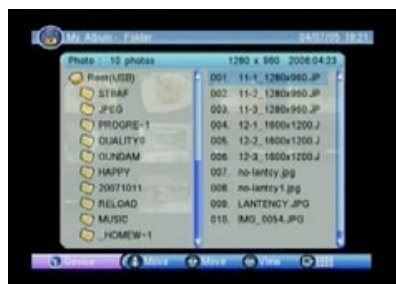 My Album - Folder 04/07/05 19:21
Photo : 10 photos 1280 x 960 2006:04:23
Root(USB)
STBAF
JPEG
PROGRE~1
QUALITY0
GUNDAM
HAPPY
20071011
RELOAD
MUSIC
_HOMEW~1
001. 11-1_1280x960.JP
002. 11-2_1280x960.JP
003. 11-3_1280x960.JP
004. 12-1_1600x1200.J
005. 12-2_1600x1200.J
006. 12-3_1600x1200.J
007. no-lantcy.jpg
008. no-lantcy1.jpg
009. LANTENCY.JPG
010. IMG_0054.JPG
Device Move Move View